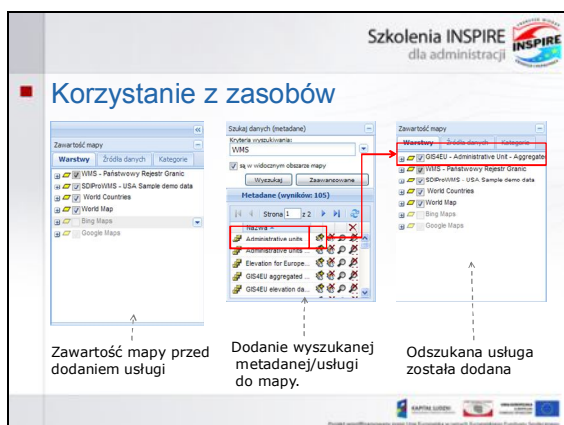 Szkolenia INSPIRE
dla administracji
INSPIRE
Korzystanie z zasobów
Zawartość mapy
Warstwy
Źródła danych
Kategorie
WMS - Państwowy Rejestr Granic
SDIProWMS - USA Sample demo data
World Countries
World Map
Bing Maps
Google Maps
Szukaj danych (metadane)
Kryteria wyszukiwania:
WMS
są w widocznym obszarze mapy
Wyszukaj
Zaawansowane
Metadane (wyników: 105)
Strona 1 z 2
Nazwa
Administrative units
Administrative units ...
Elevation for Europe...
GIS4EU aggregated ...
GIS4EU elevation da...
Zawartość mapy
Warstwy
Źródła danych
Kategorie
GIS4EU - Administrative Unit - Aggregate
WMS - Państwowy Rejestr Granic
SDIProWMS - USA Sample demo data
World Countries
World Map
Bing Maps
Google Maps
Zawartość mapy przed
dodaniem usługi
Dodanie wyszukanej
metadanej/usługi
do mapy.
Odszukana usługa
została dodana
KAPITAŁ LUDZKI